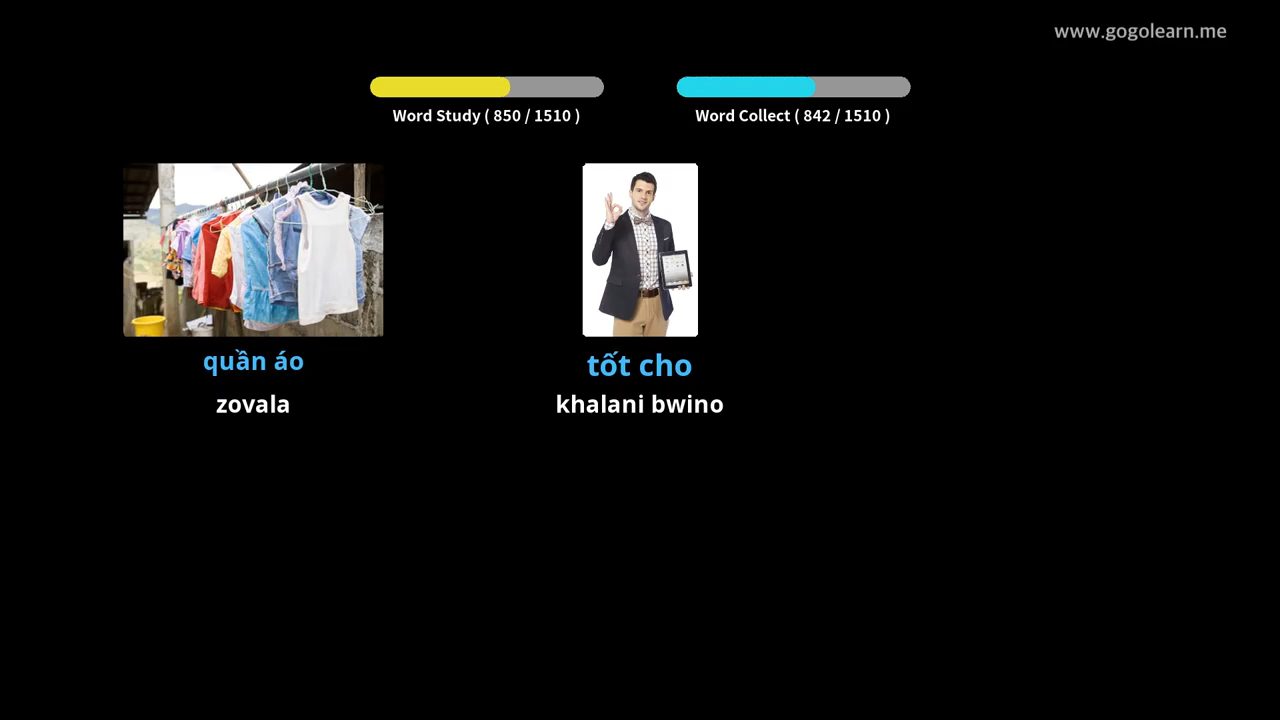 www.gogolearn.me
Word Study ( 850 / 1510 )
Word Collect ( 842 / 1510 )
quần áo
zovala
tốt cho
khalani bwino